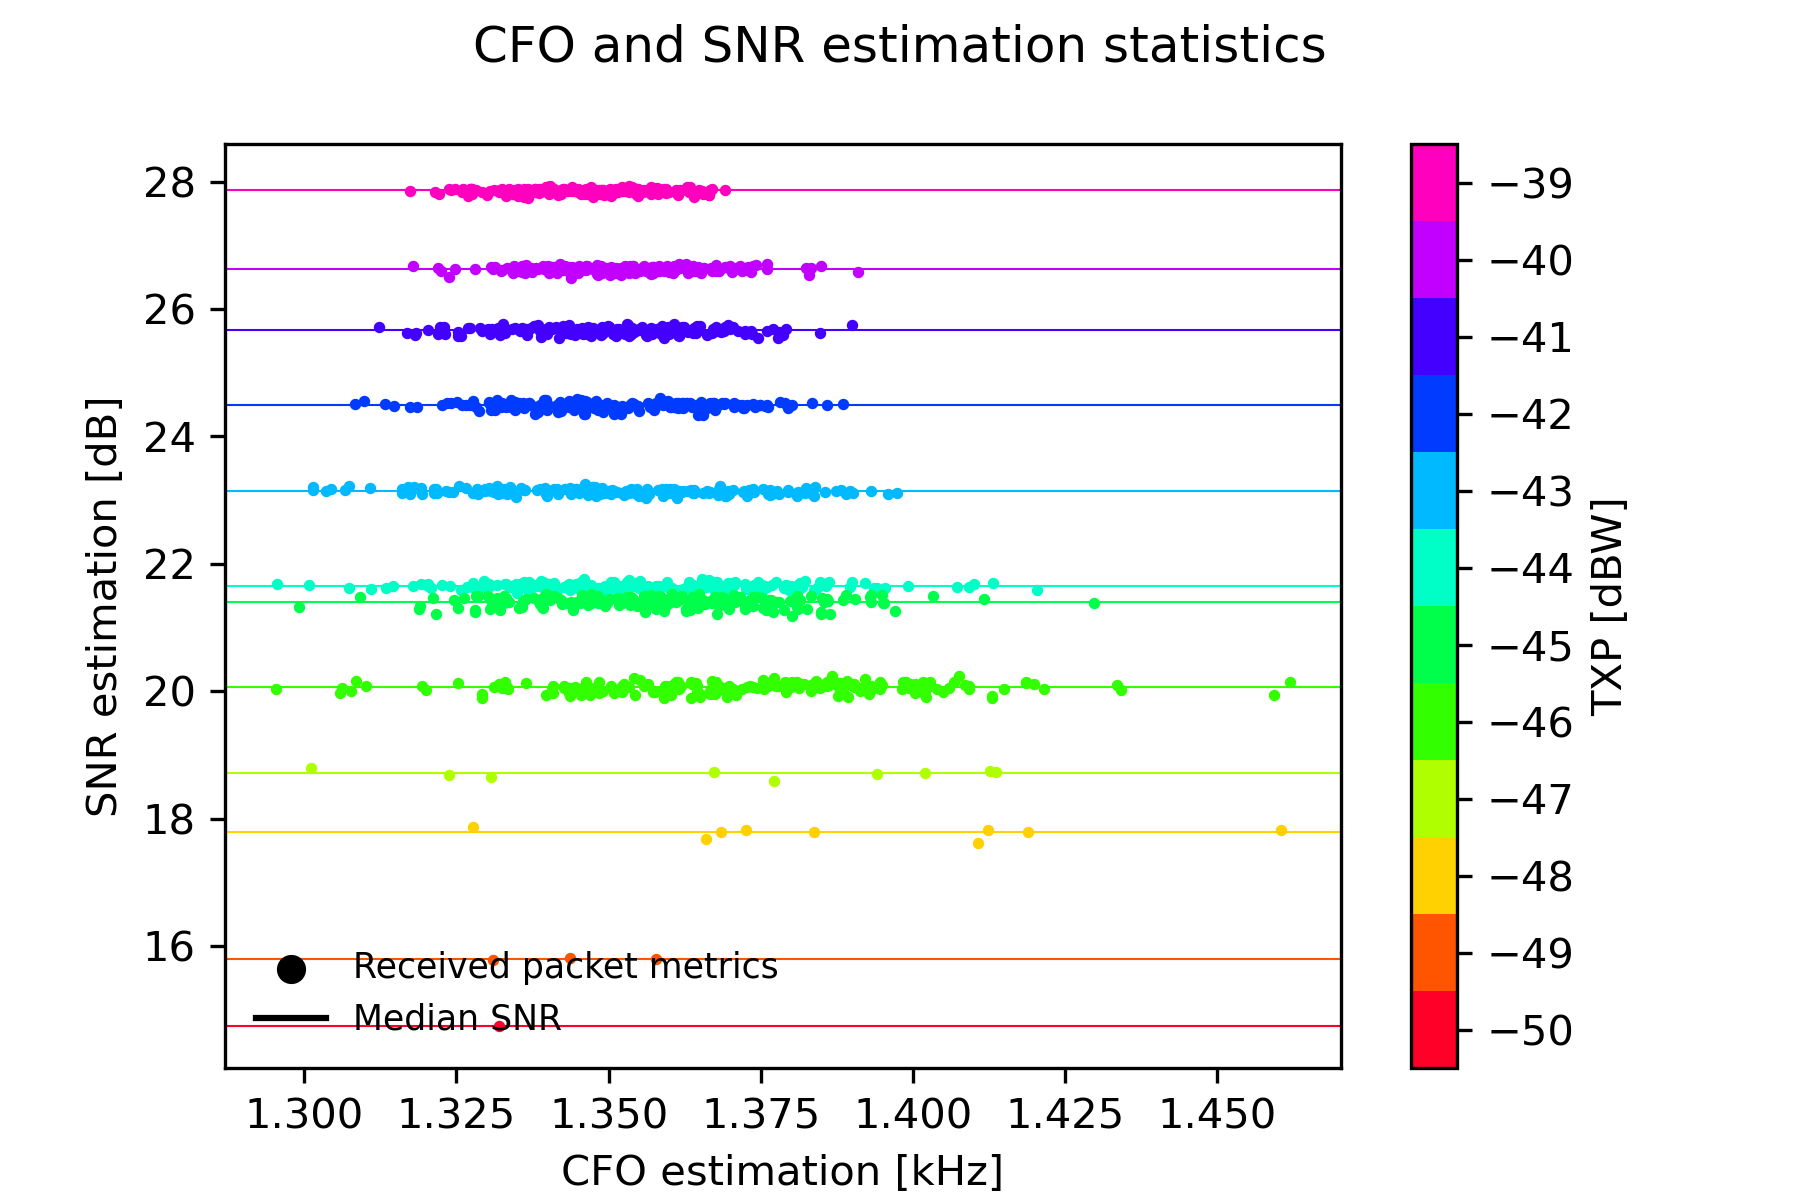 CFO and SNR estimation statistics
SNR estimation [dB]
28
26
24
22
20
18
16
Received packet metrics
Median SNR
1.300 1.325 1.350 1.375 1.400 1.425 1.450
CFO estimation [kHz]
−39
−40
−41
−42
−43
−44
−45
−46
−47
−48
−49
−50
TXP [dBW]